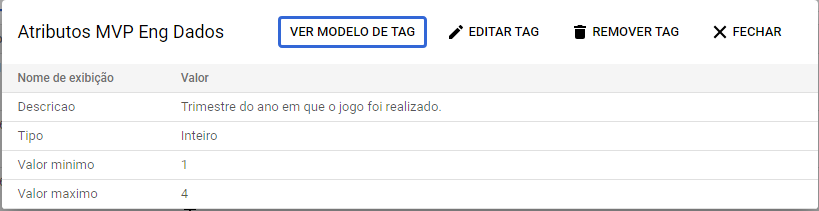 Atributos MVP Eng Dados VER MODELO DE TAG EDITAR TAG REMOVER TAG FECHAR
Nome de exibição Valor
Descricao Trimestre do ano em que o jogo foi realizado.
Tipo Inteiro
Valor minimo 1
Valor maximo 4